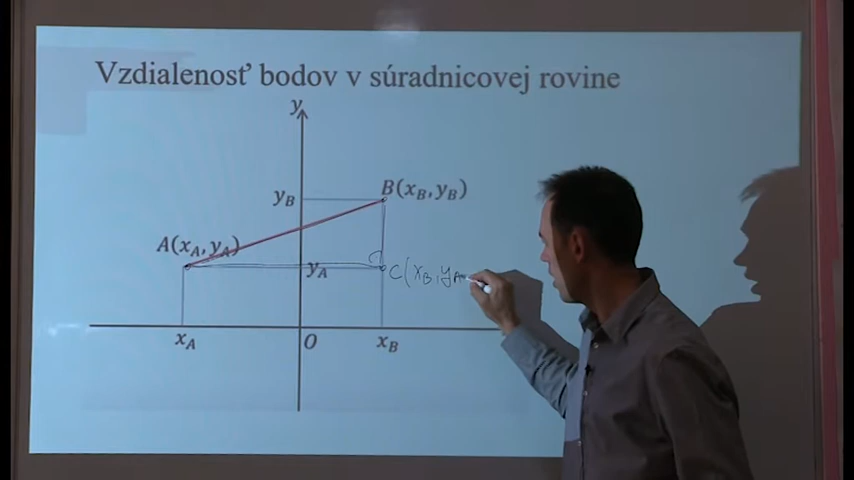 Vzdialenosť bodov v súradnicovej rovine
y
y_B
B(x_B, y_B)
A(x_A, y_A)
y_A
C(x_B, y_A
x_A
O
x_B